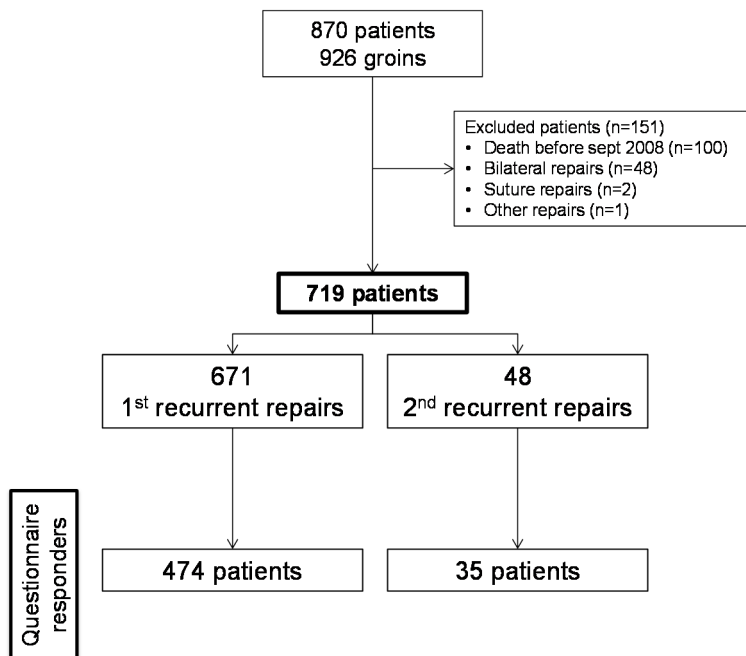 870 patients
926 groins
Excluded patients (n=151)
• Death before sept 2008 (n=100)
• Bilateral repairs (n=48)
• Suture repairs (n=2)
• Other repairs (n=1)
719 patients
671
1st recurrent repairs
48
2nd recurrent repairs
Questionnaire
responders
474 patients
35 patients